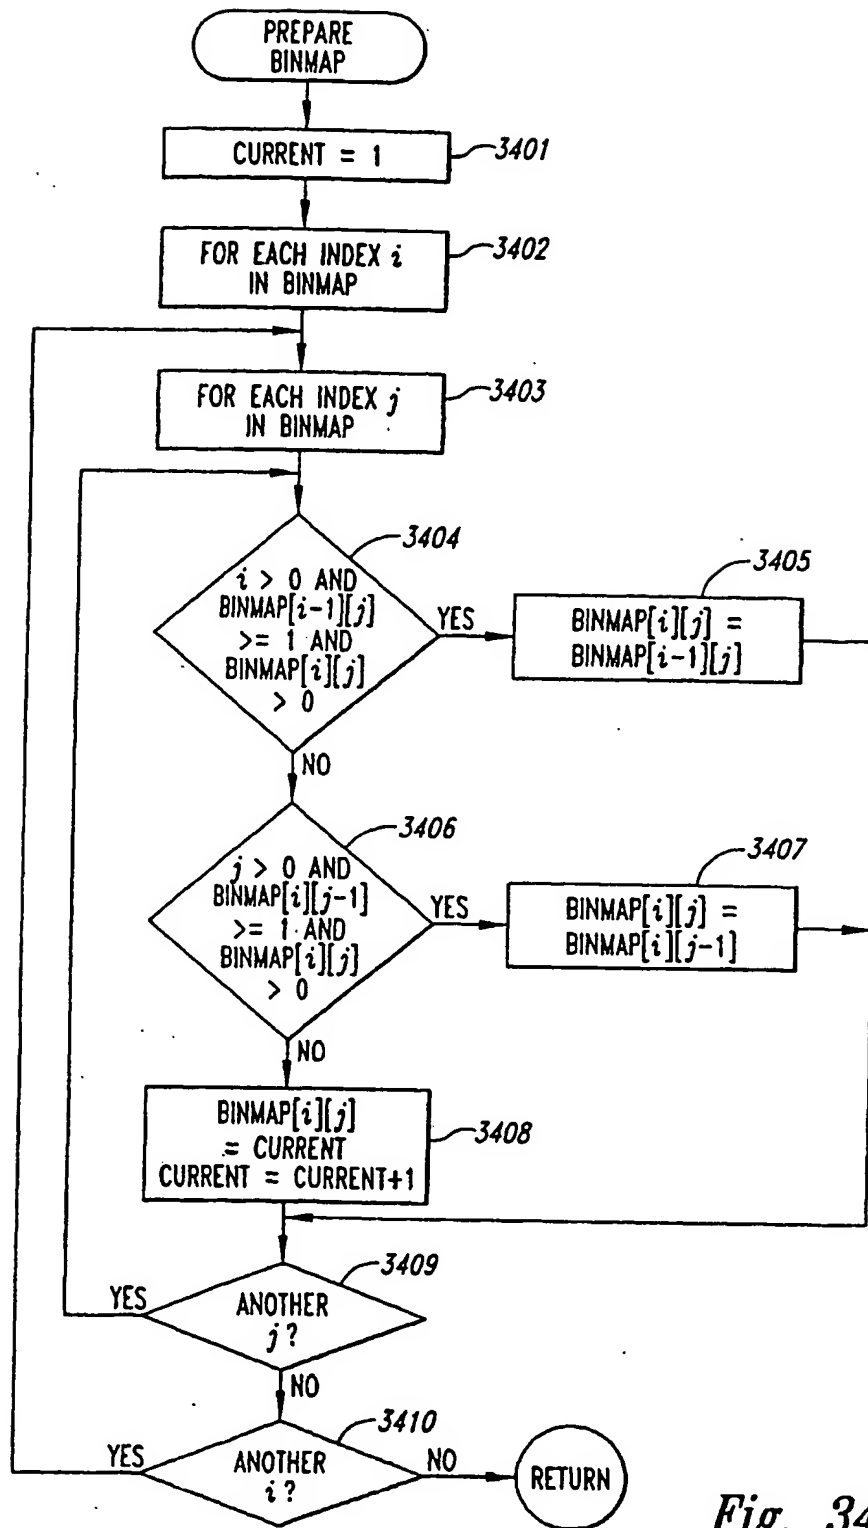 PREPARE
BINMAP
CURRENT = 1
3401
FOR EACH INDEX i
IN BINMAP
3402
FOR EACH INDEX j
IN BINMAP
3403
3404
i > 0 AND
BINMAP[i-1][j]
>= 1 AND
BINMAP[i][j]
> 0
YES
3405
BINMAP[i][j] =
BINMAP[i-1][j]
NO
3406
j > 0 AND
BINMAP[i][j-1]
>= 1 AND
BINMAP[i][j]
> 0
YES
3407
BINMAP[i][j] =
BINMAP[i][j-1]
NO
BINMAP[i][j]
= CURRENT
CURRENT = CURRENT+1
3408
3409
YES
ANOTHER
j?
NO
3410
YES
ANOTHER
i?
NO
RETURN
Fig. 34